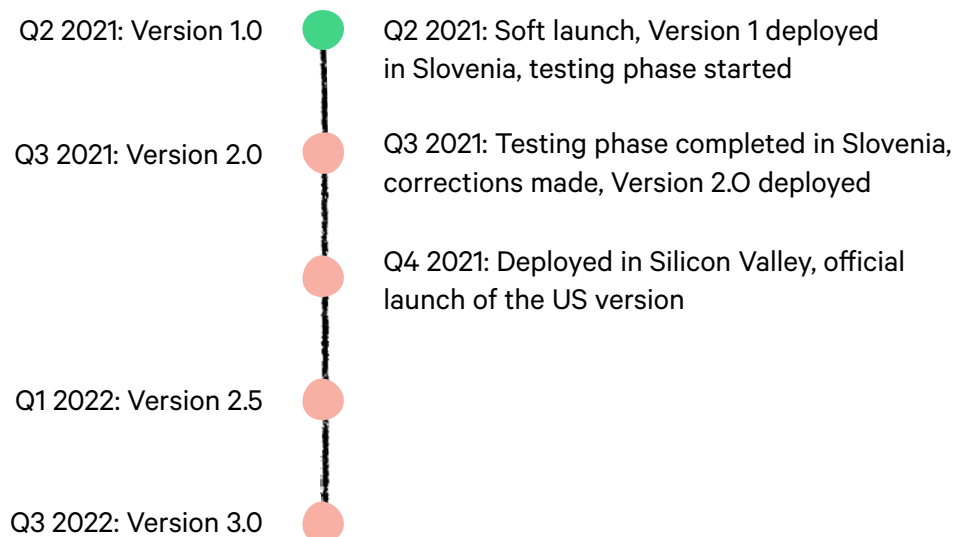 Q2 2021: Version 1.0
Q2 2021: Soft launch, Version 1 deployed
in Slovenia, testing phase started
Q3 2021: Version 2.0
Q3 2021: Testing phase completed in Slovenia,
corrections made, Version 2.0 deployed
Q4 2021: Deployed in Silicon Valley, official
launch of the US version
Q1 2022: Version 2.5
Q3 2022: Version 3.0